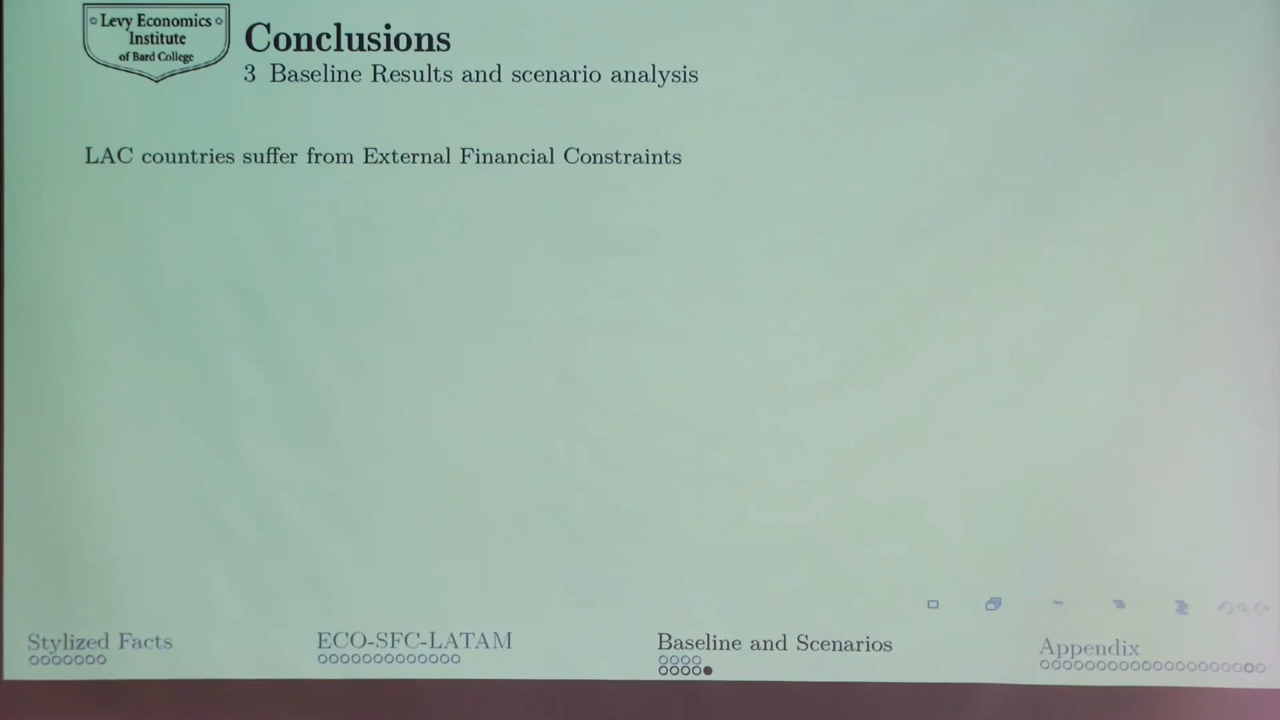 Levy Economics
Institute
of Bard College
Conclusions
3 Baseline Results and scenario analysis
LAC countries suffer from External Financial Constraints
Stylized Facts
ECO-SFC-LATAM
Baseline and Scenarios
Appendix